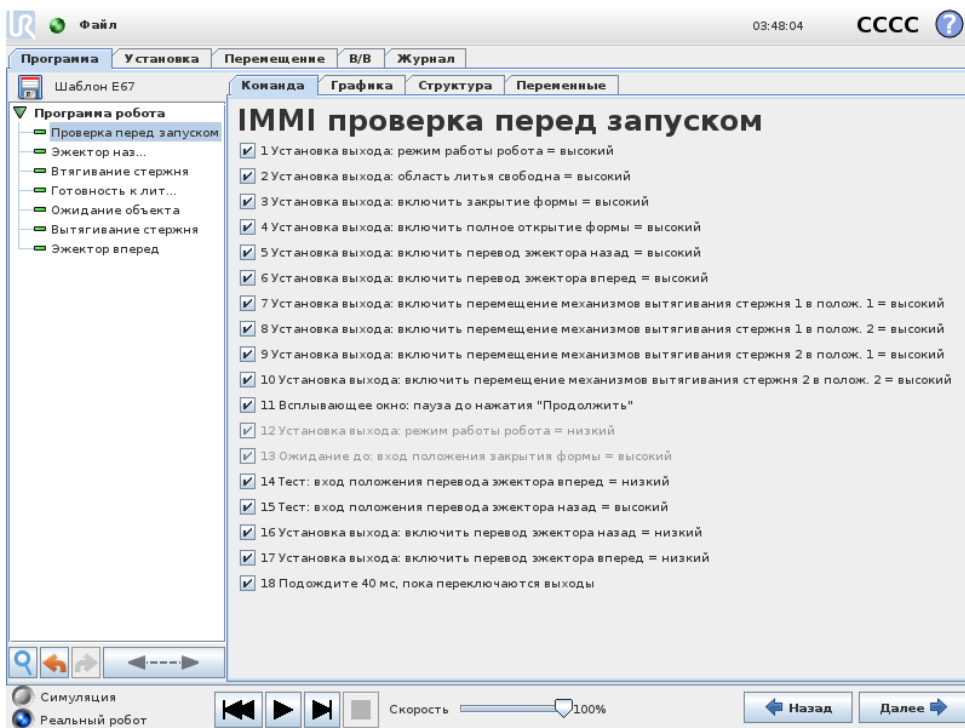 UR Файл 03:48:04 CCCC ?
Программа Установка Перемещение В/В Журнал
Шаблон E67
Команда Графика Структура Переменные
Программа робота
Проверка перед запуском
Эжектор наз...
Втягивание стержня
Готовность к лит...
Ожидание объекта
Вытягивание стержня
Эжектор вперед
IMMI проверка перед запуском
1 Установка выхода: режим работы робота = высокий
2 Установка выхода: область литья свободна = высокий
3 Установка выхода: включить закрытие формы = высокий
4 Установка выхода: включить полное открытие формы = высокий
5 Установка выхода: включить перевод эжектора назад = высокий
6 Установка выхода: включить перевод эжектора вперед = высокий
7 Установка выхода: включить перемещение механизмов вытягивания стержня 1 в полож. 1 = высокий
8 Установка выхода: включить перемещение механизмов вытягивания стержня 1 в полож. 2 = высокий
9 Установка выхода: включить перемещение механизмов вытягивания стержня 2 в полож. 1 = высокий
10 Установка выхода: включить перемещение механизмов вытягивания стержня 2 в полож. 2 = высокий
11 Всплывающее окно: пауза до нажатия "Продолжить"
12 Установка выхода: режим работы робота = низкий
13 Ожидание до: вход положения закрытия формы = высокий
14 Тест: вход положения перевода эжектора вперед = низкий
15 Тест: вход положения перевода эжектора назад = высокий
16 Установка выхода: включить перевод эжектора назад = низкий
17 Установка выхода: включить перевод эжектора вперед = низкий
18 Подождите 40 мс, пока переключаются выходы
Симуляция
Реальный робот
Скорость 100%
Назад Далее